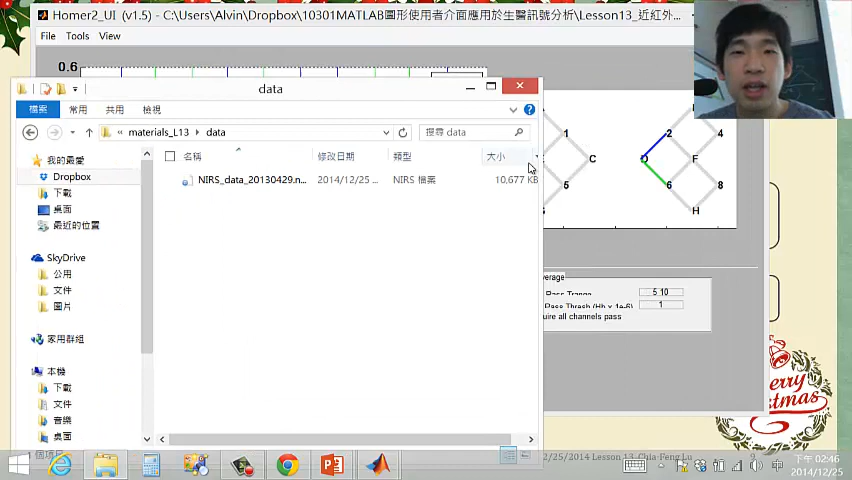 Homer2_UI (v1.5) - C:\Users\Alvin\Dropbox\10301MATLAB圖形使用者介面應用於生醫訊號分析\Lesson13_近紅外...
File Tools View
0.6
data
檔案 常用 共用 檢視
materials_L13 data 搜尋 data
我的最愛
Dropbox
下載
桌面
最近的位置
SkyDrive
公用
文件
圖片
家用群組
本機
下載
文件
音樂
桌面
名稱 修改日期 類型 大小
NIRS_data_20130429.n... 2014/12/25 ... NIRS 檔案 10,677 KB
1 C 5
2 D F 6 8 H
verage
Pass Trange 5 10
Pass Thresh (Hb x 1e-6) 1
uire all channels pass
Merry
12/25/2014 Lesson 13, Chia-Feng Lu 9
中
下午 02:46
2014/12/25